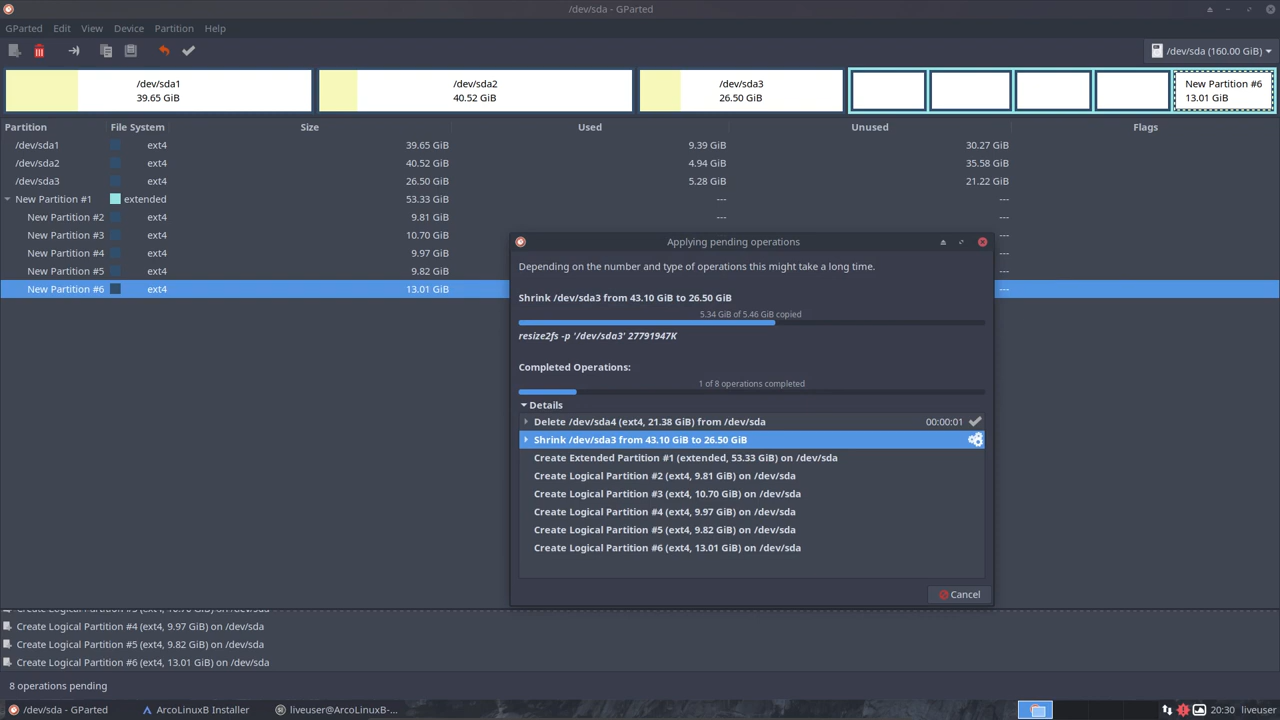 /dev/sda - GParted
GParted Edit View Device Partition Help
/dev/sda (160.00 GiB)
/dev/sda1
39.65 GiB
/dev/sda2
40.52 GiB
/dev/sda3
26.50 GiB
New Partition #6
13.01 GiB
Partition File System Size Used Unused Flags
/dev/sda1 ext4 39.65 GiB 9.39 GiB 30.27 GiB
/dev/sda2 ext4 40.52 GiB 4.94 GiB 35.58 GiB
/dev/sda3 ext4 26.50 GiB 5.28 GiB 21.22 GiB
New Partition #1 extended 53.33 GiB --- ---
New Partition #2 ext4 9.81 GiB --- ---
New Partition #3 ext4 10.70 GiB ---
New Partition #4 ext4 9.97 GiB ---
New Partition #5 ext4 9.82 GiB ---
New Partition #6 ext4 13.01 GiB ---
Applying pending operations
Depending on the number and type of operations this might take a long time.
Shrink /dev/sda3 from 43.10 GiB to 26.50 GiB
5.34 GiB of 5.46 GiB copied
resize2fs -p '/dev/sda3' 27791947K
Completed Operations:
1 of 8 operations completed
Details
Delete /dev/sda4 (ext4, 21.38 GiB) from /dev/sda 00:00:01
Shrink /dev/sda3 from 43.10 GiB to 26.50 GiB
Create Extended Partition #1 (extended, 53.33 GiB) on /dev/sda
Create Logical Partition #2 (ext4, 9.81 GiB) on /dev/sda
Create Logical Partition #3 (ext4, 10.70 GiB) on /dev/sda
Create Logical Partition #4 (ext4, 9.97 GiB) on /dev/sda
Create Logical Partition #5 (ext4, 9.82 GiB) on /dev/sda
Create Logical Partition #6 (ext4, 13.01 GiB) on /dev/sda
Cancel
Create Logical Partition #3 (ext4, 10.70 GiB) on /dev/sda
Create Logical Partition #4 (ext4, 9.97 GiB) on /dev/sda
Create Logical Partition #5 (ext4, 9.82 GiB) on /dev/sda
Create Logical Partition #6 (ext4, 13.01 GiB) on /dev/sda
8 operations pending
/dev/sda - GParted ArcoLinuxB Installer liveuser@ArcoLinuxB-... 20:30 liveuser